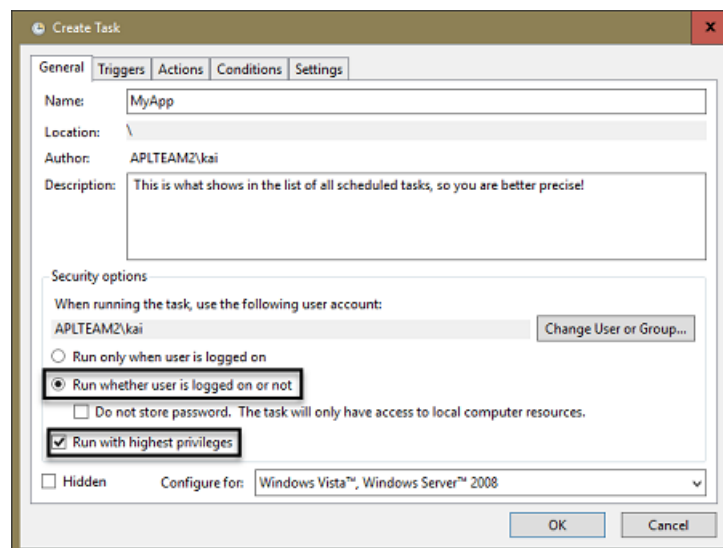 Create Task
General Triggers Actions Conditions Settings
Name: MyApp
Location: \
Author: APLTEAM2\kai
Description: This is what shows in the list of all scheduled tasks, so you are better precise!
Security options
When running the task, use the following user account:
APLTEAM2\kai Change User or Group...
Run only when user is logged on
Run whether user is logged on or not
Do not store password. The task will only have access to local computer resources.
Run with highest privileges
Hidden Configure for: Windows Vista™, Windows Server™ 2008
OK Cancel